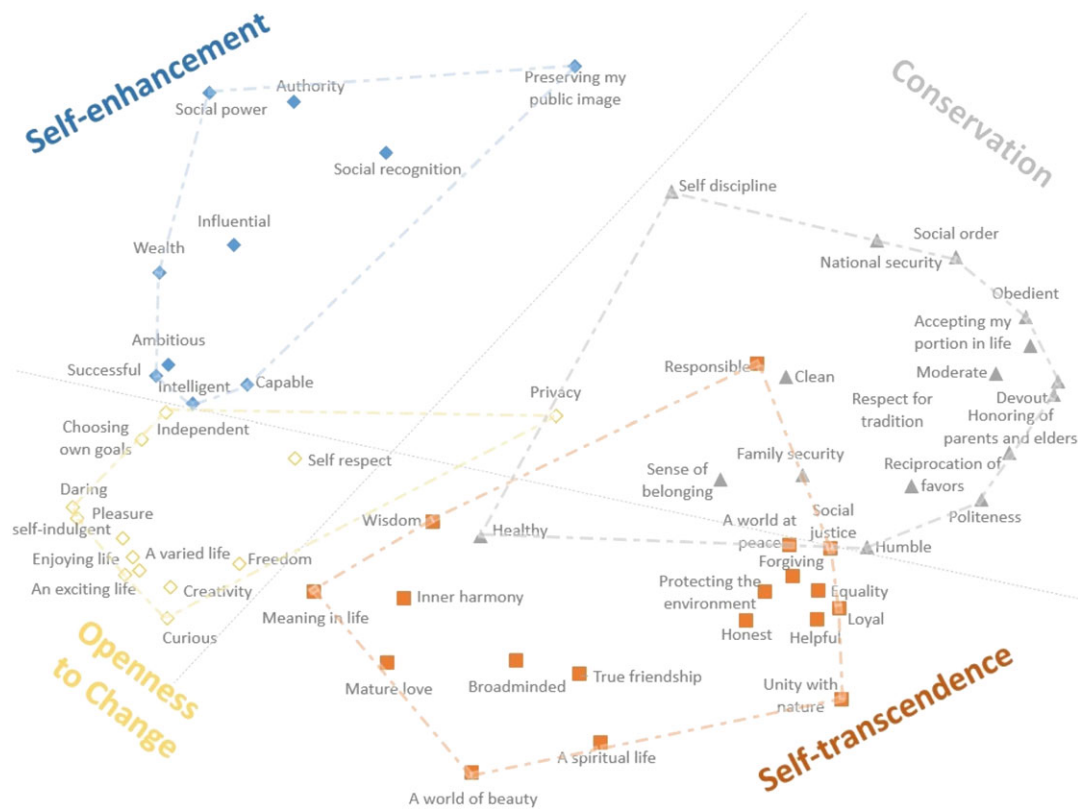 Self-enhancement
Conservation
Authority
Social power
Preserving my
public image
Social recognition
Self discipline
Influential
Wealth
Social order
National security
Obedient
Accepting my
portion in life
Ambitious
Successful
Intelligent
Capable
Responsible
Clean
Moderate
Privacy
Respect for
tradition
Devout
Honoring of
parents and elders
Choosing
own goals
Independent
Self respect
Family security
Sense of
belonging
Reciprocation of
favors
Politeness
Daring
Pleasure
self-indulgent
Wisdom
Healthy
A world at
peace
Social
justice
Humble
Enjoying life
A varied life
Freedom
Forgiving
An exciting life
Creativity
Protecting the
environment
Equality
Meaning in life
Inner harmony
Loyal
Curious
Honest
Helpful
Openness
to Change
Mature love
Broadminded
True friendship
Unity with
nature
Self-transcendence
A spiritual life
A world of beauty